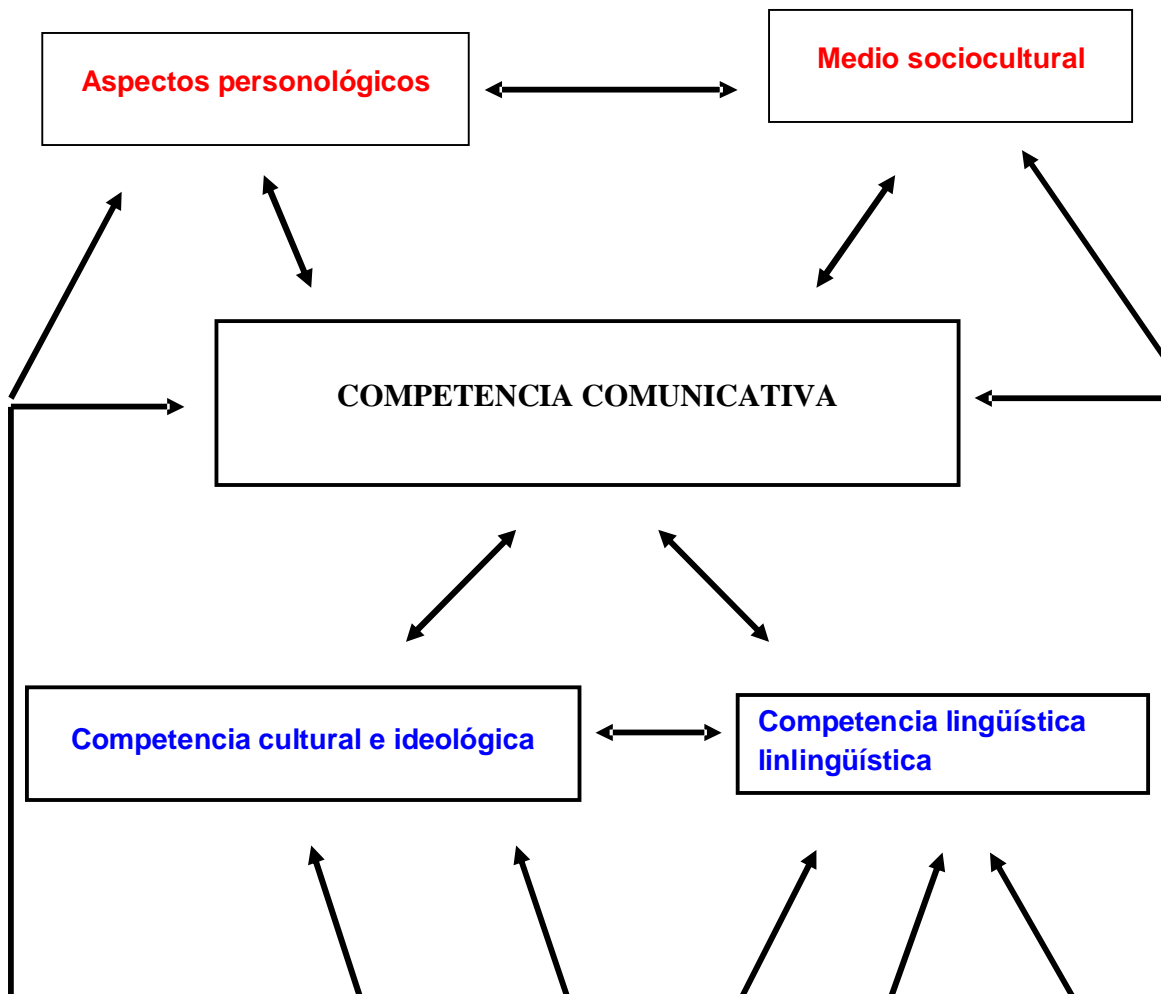 Aspectos personológicos
Medio sociocultural
COMPETENCIA COMUNICATIVA
Competencia cultural e ideológica
Competencia lingüística
linlingüística